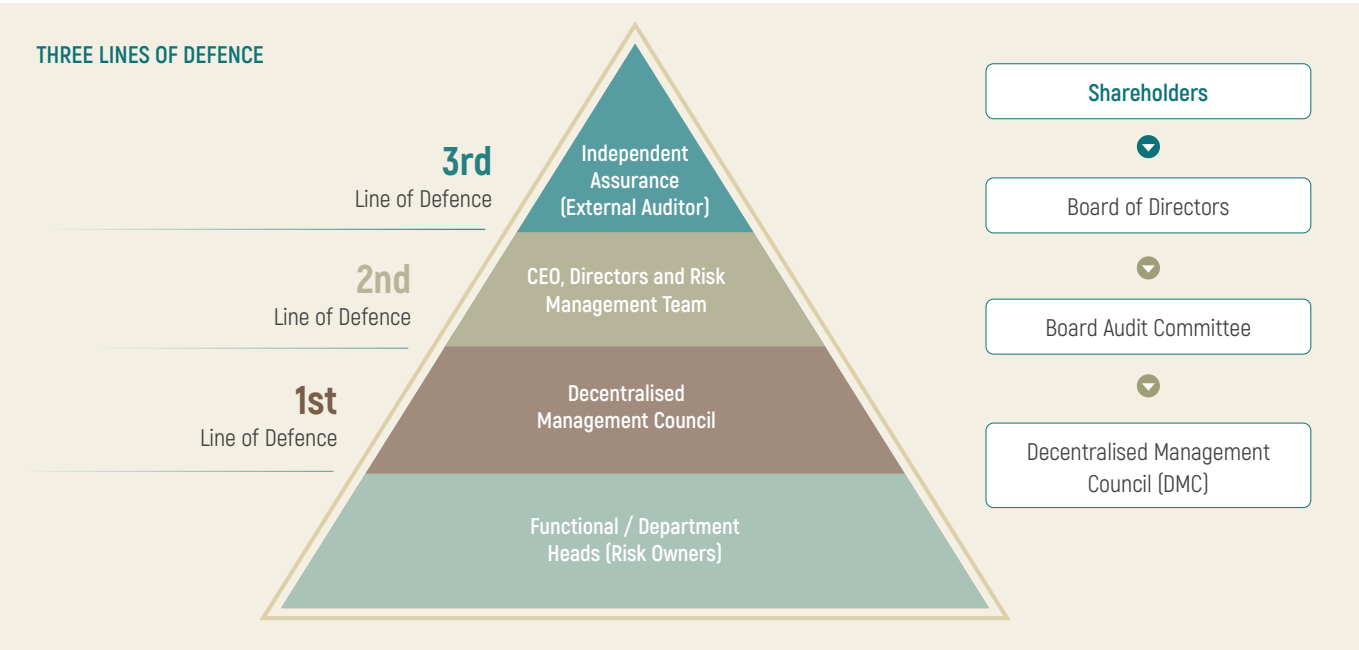 THREE LINES OF DEFENCE
3rd
Line of Defence
2nd
Line of Defence
1st
Line of Defence
Independent
Assurance
(External Auditor)
CEO, Directors and Risk
Management Team
Decentralised
Management Council
Functional / Department
Heads (Risk Owners)
Shareholders
Board of Directors
Board Audit Committee
Decentralised Management
Council (DMC)